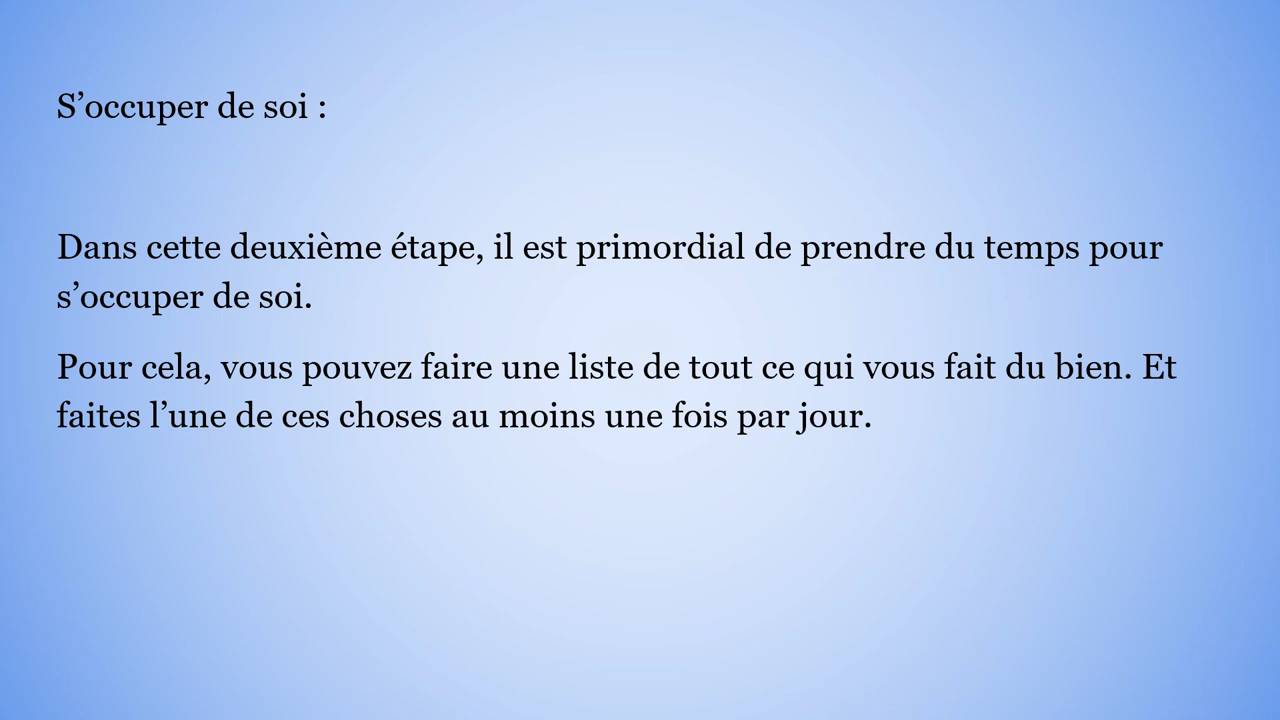 S’occuper de soi :
Dans cette deuxième étape, il est primordial de prendre du temps pour
s’occuper de soi.
Pour cela, vous pouvez faire une liste de tout ce qui vous fait du bien. Et
faites l’une de ces choses au moins une fois par jour.